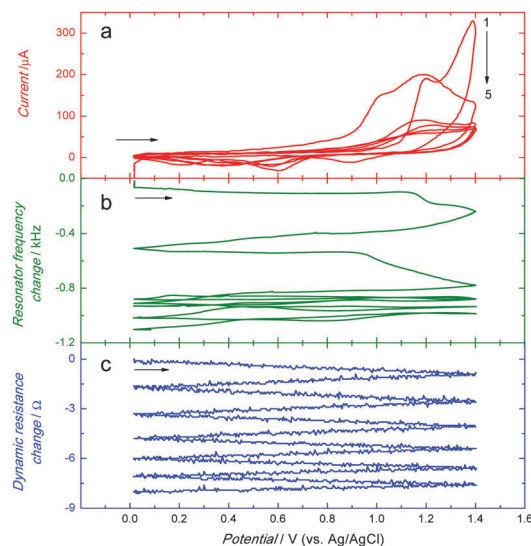 a
1
5
300
200
100
0
Current /μA
b
0.0
-0.4
-0.8
-1.2
Resonator frequency
change / kHz
c
0
-3
-6
-9
Dynamic resistance
change / Ω
0.0 0.2 0.4 0.6 0.8 1.0 1.2 1.4 1.6
Potential / V (vs. Ag/AgCl)